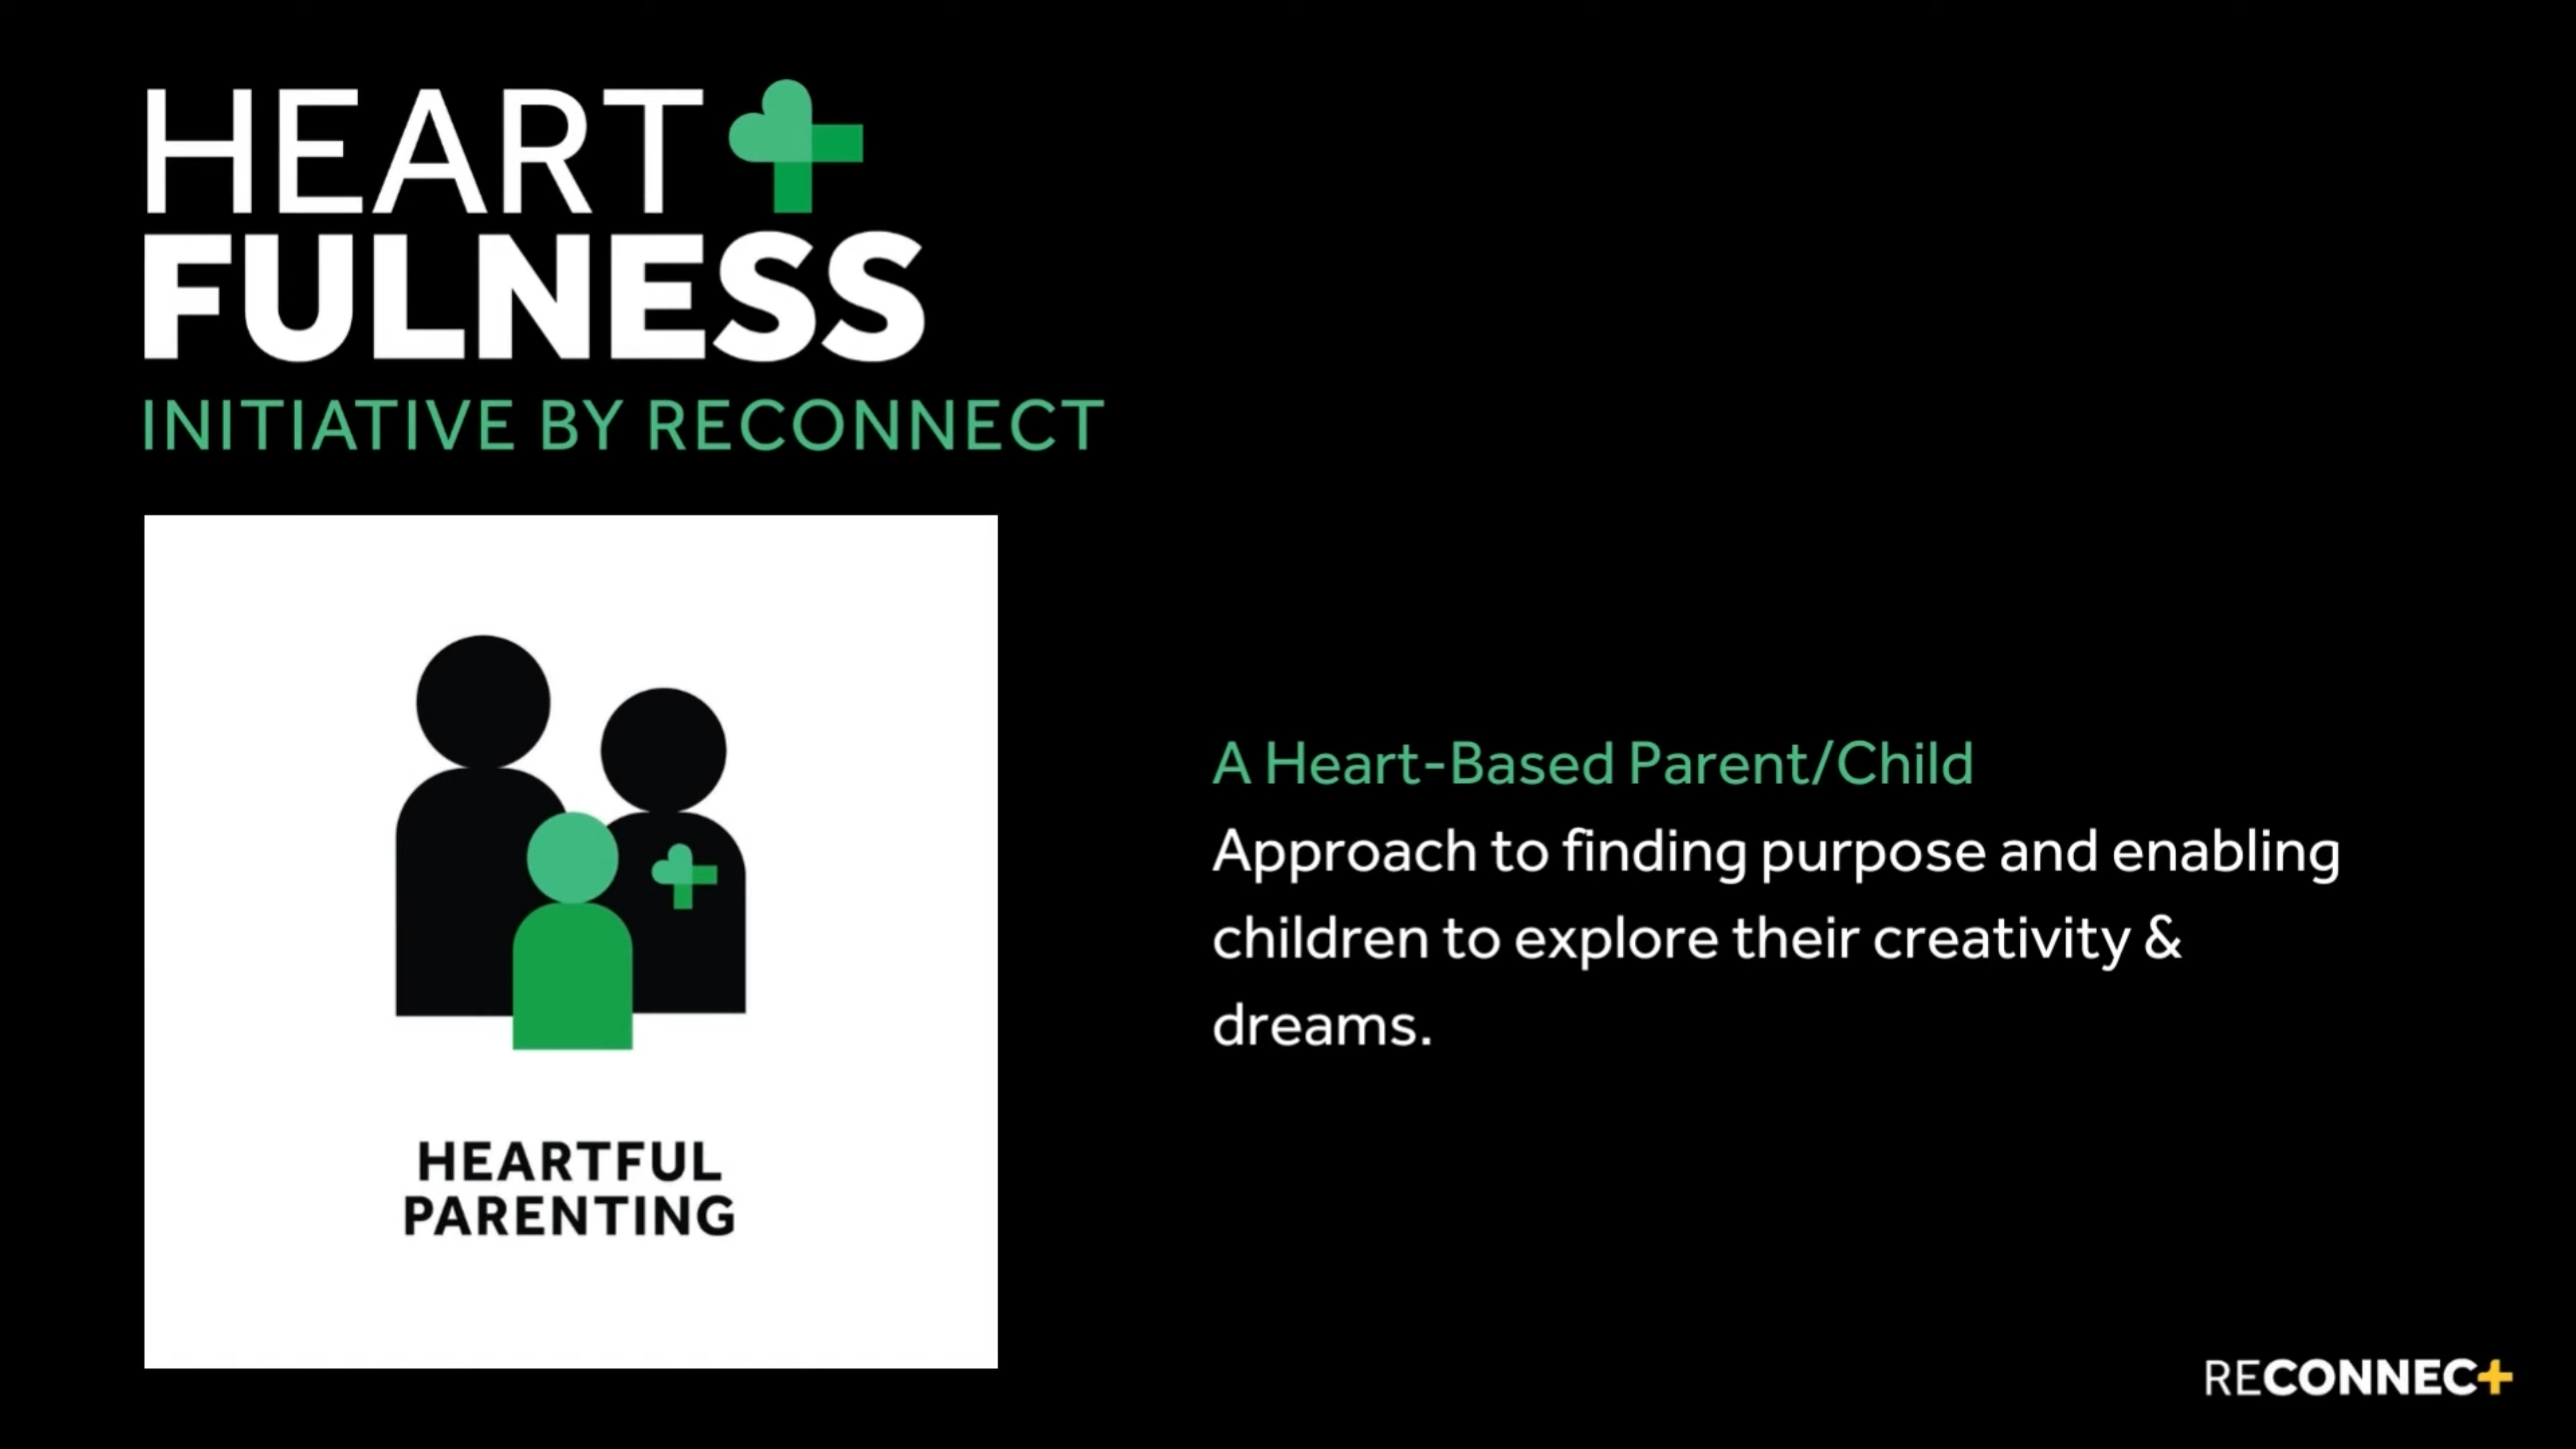 HEART
FULNESS
INITIATIVE BY RECONNECT
HEARTFUL
PARENTING
A Heart-Based Parent/Child
Approach to finding purpose and enabling
children to explore their creativity &
dreams.
RECONNEC+